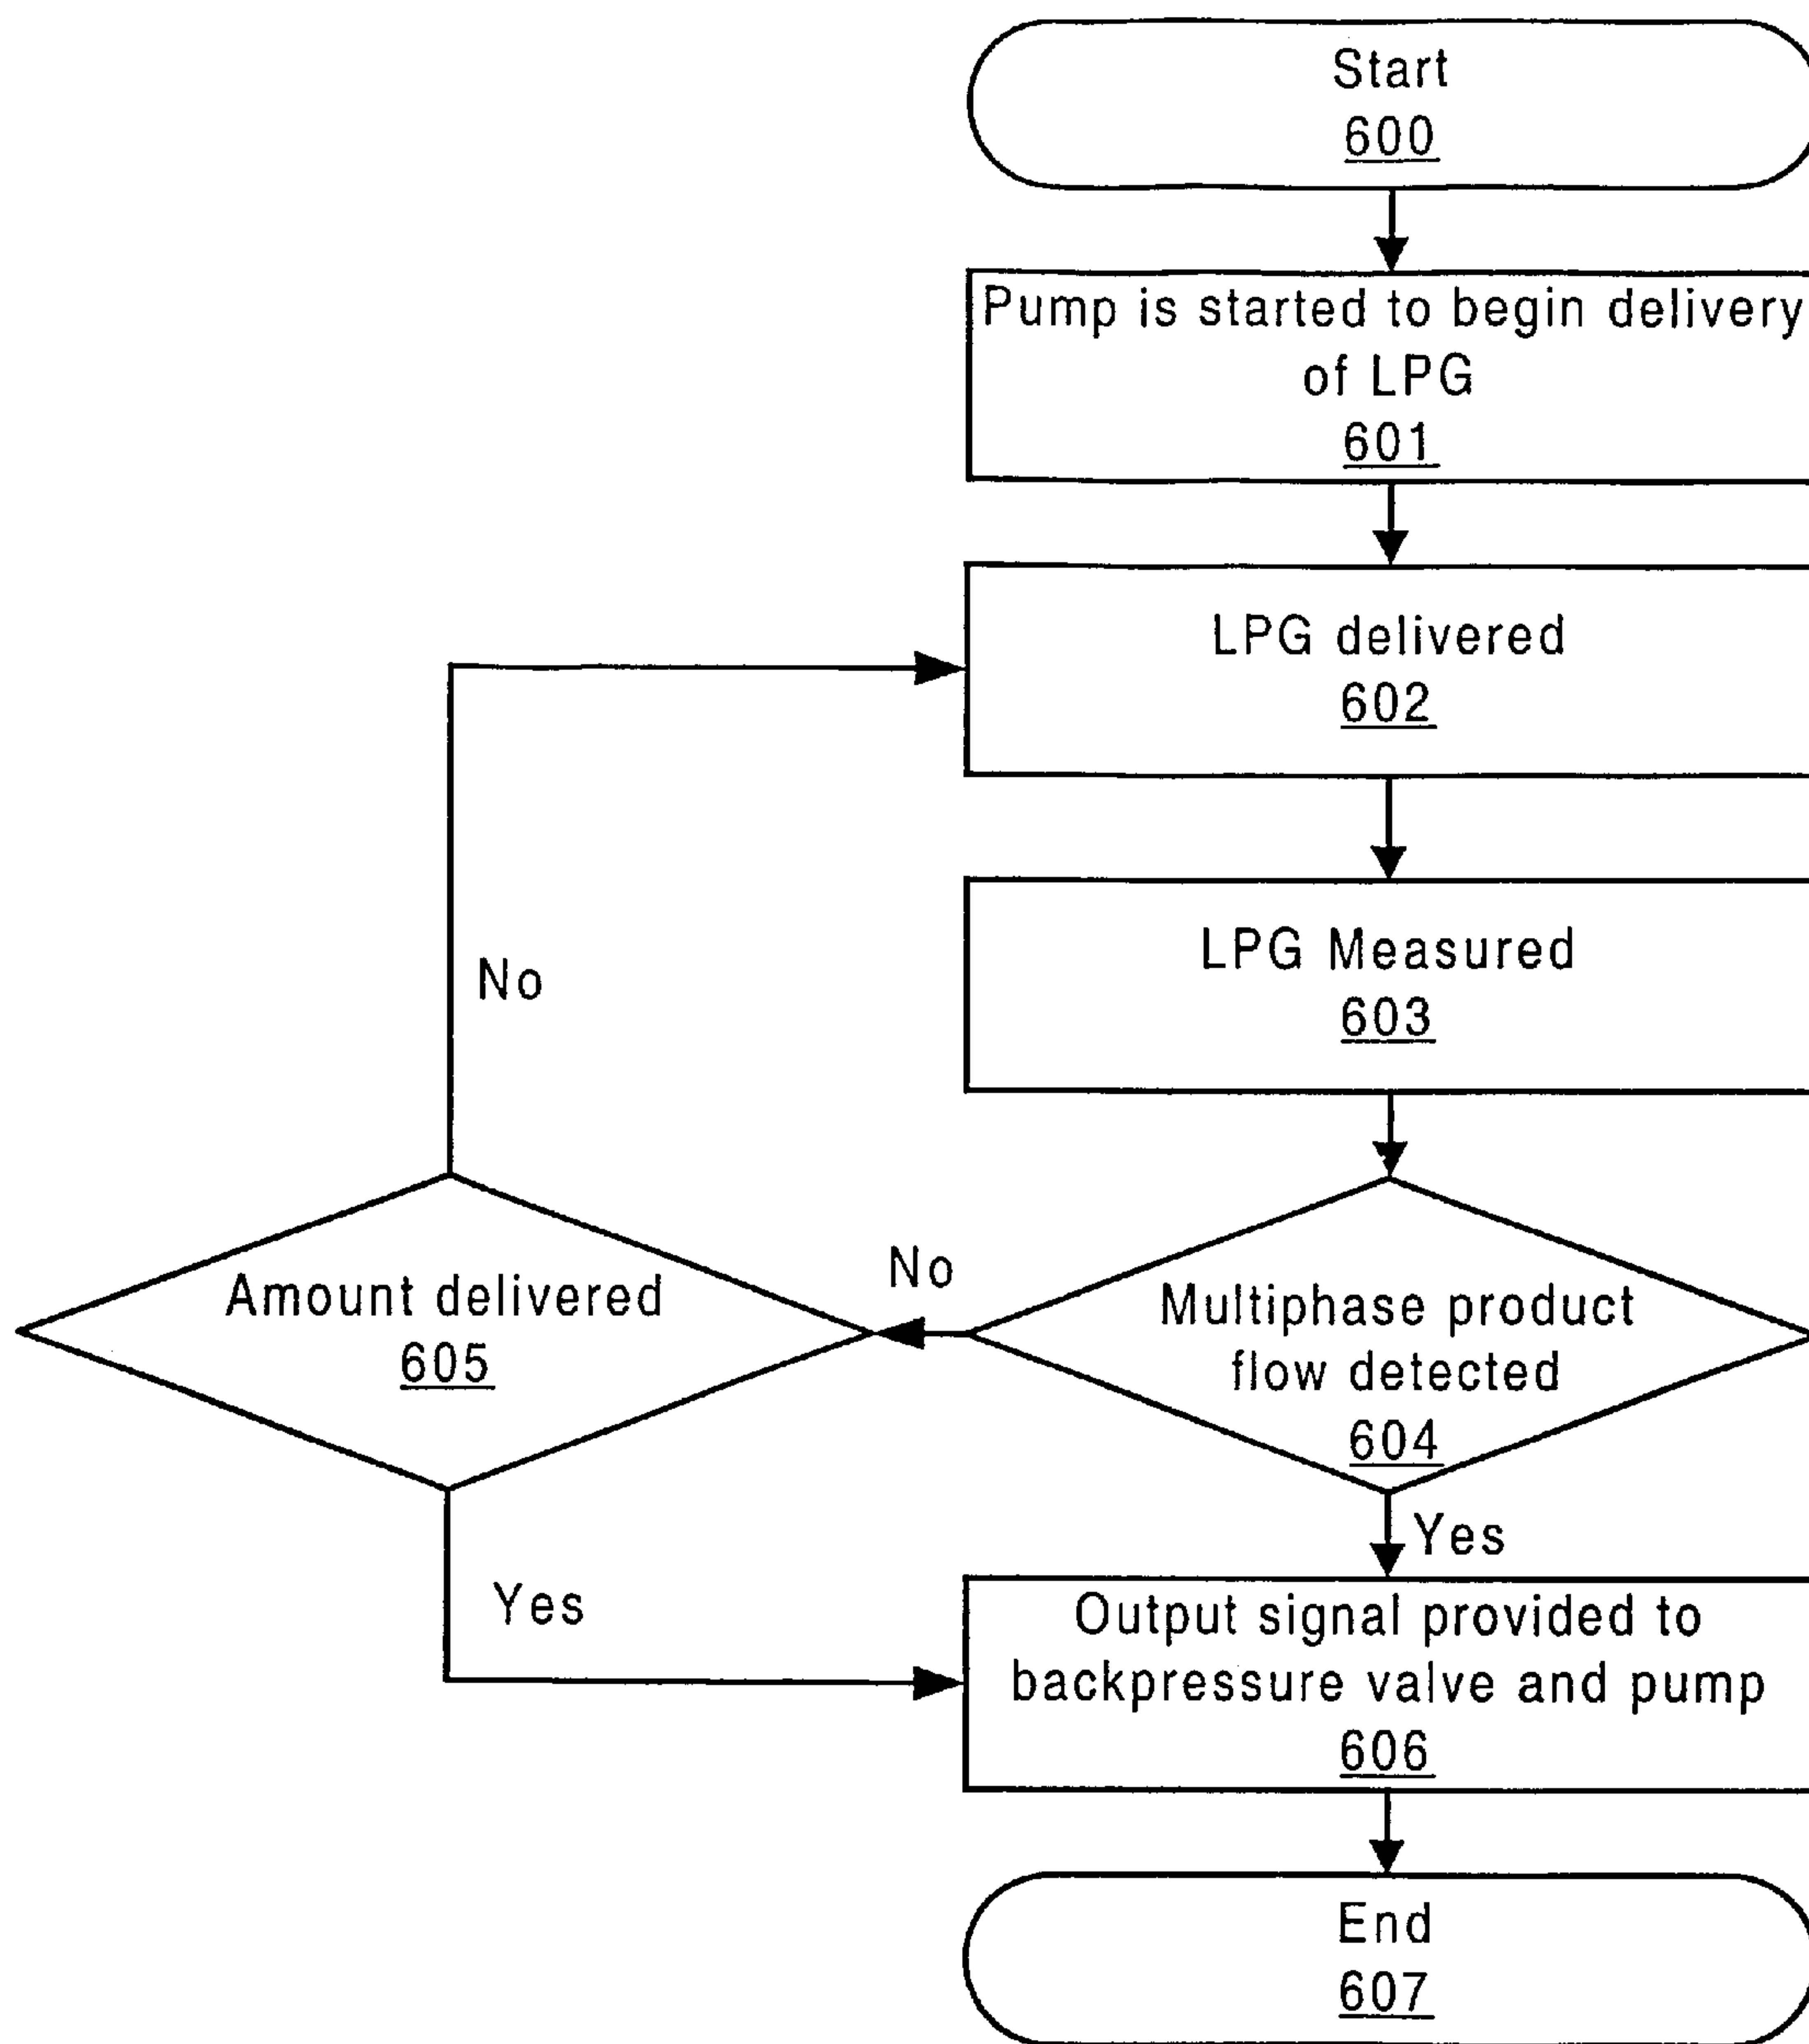 Start
600
Pump is started to begin delivery
of LPG
601
LPG delivered
602
LPG Measured
603
No
Amount delivered
605
No
Multiphase product
flow detected
604
Yes
Yes
Output signal provided to
backpressure valve and pump
606
End
607